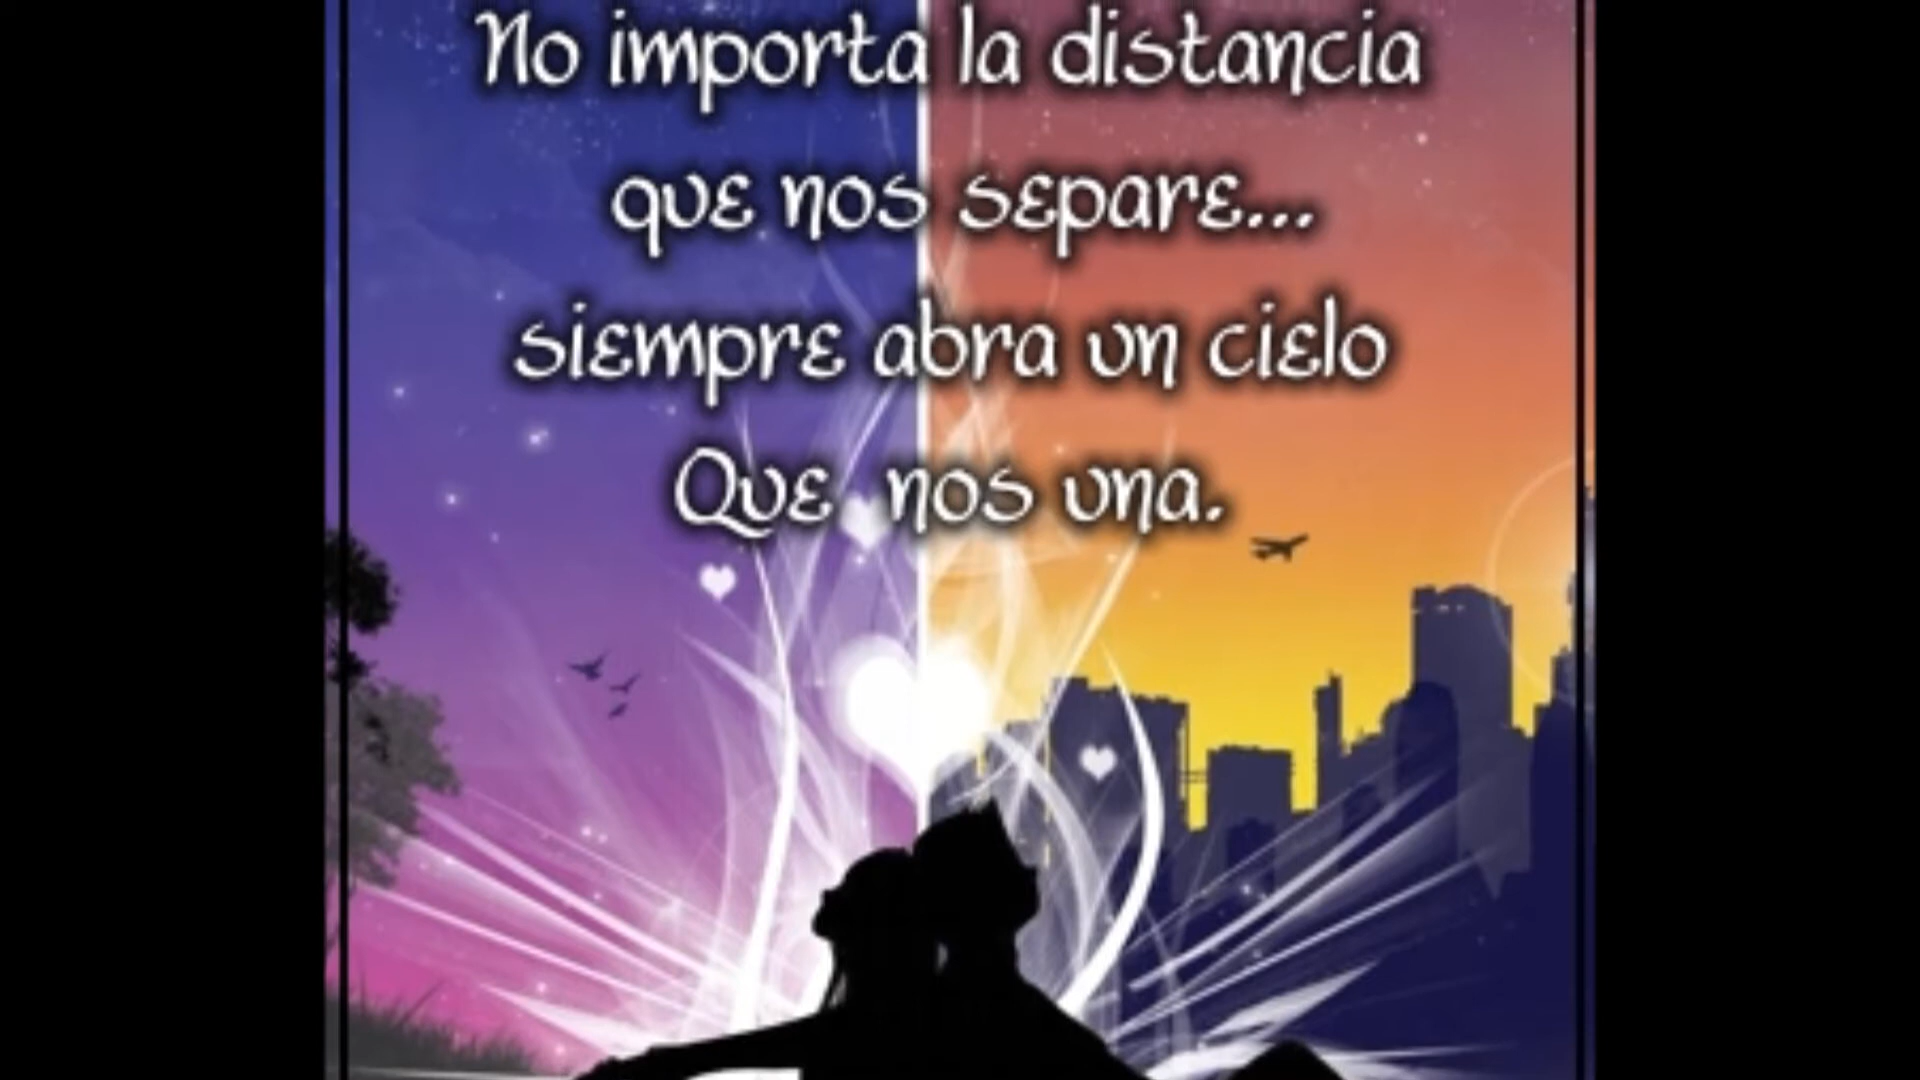 No importa la distancia
que nos separe...
siempre abra un cielo
Que nos una.